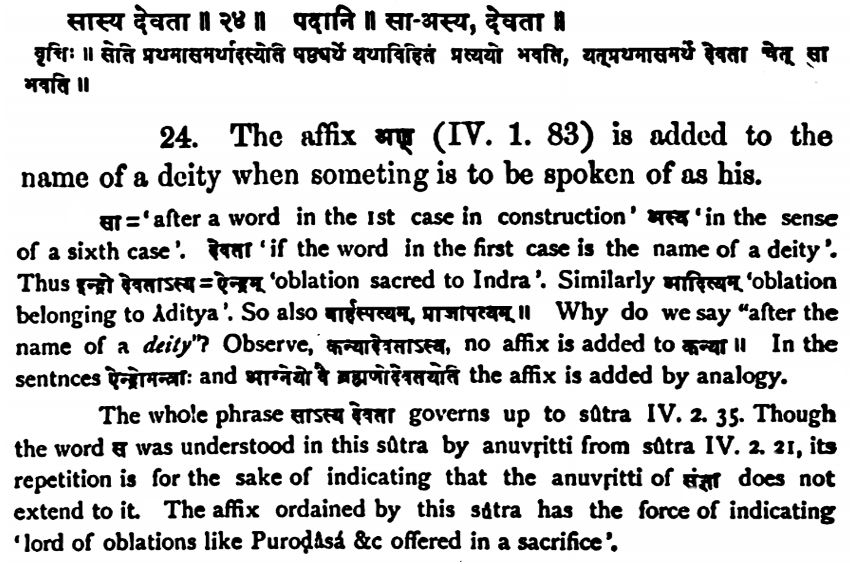 सास्य देवता ॥ २४ ॥ पदानि ॥ सा-अस्य, देवता ॥
वृत्तिः ॥ सेति प्रथमासमर्थादस्येति षष्ठ्यर्थे यथाविहितं प्रत्ययो भवति, यत्प्रथमासमर्थे देवता चेत् सा
भवति ॥
24. The affix अण् (IV. 1. 83) is added to the
name of a deity when someting is to be spoken of as his.
सा = 'after a word in the 1st case in construction' अस्य 'in the sense
of a sixth case'. देवता 'if the word in the first case is the name of a deity'.
Thus इन्द्रो देवताऽस्य = ऐन्द्रम् 'oblation sacred to Indra'. Similarly आदित्यम् 'oblation
belonging to Aditya'. So also बार्हस्पत्यम्, प्राजापत्यम् ॥ Why do we say "after the
name of a deity"? Observe, कन्यादेवताऽस्य, no affix is added to कन्या ॥ In the
sentnces ऐन्द्रोमन्त्राः and आग्नेयो वै ब्रह्मणोदेवतयोति the affix is added by analogy.
The whole phrase साऽस्य देवता governs up to sûtra IV. 2. 35. Though
the word स was understood in this sûtra by anuvṛitti from sûtra IV. 2. 21, its
repetition is for the sake of indicating that the anuvṛitti of संज्ञा does not
extend to it. The affix ordained by this sûtra has the force of indicating
'lord of oblations like Puroḍâsá &c offered in a sacrifice'.